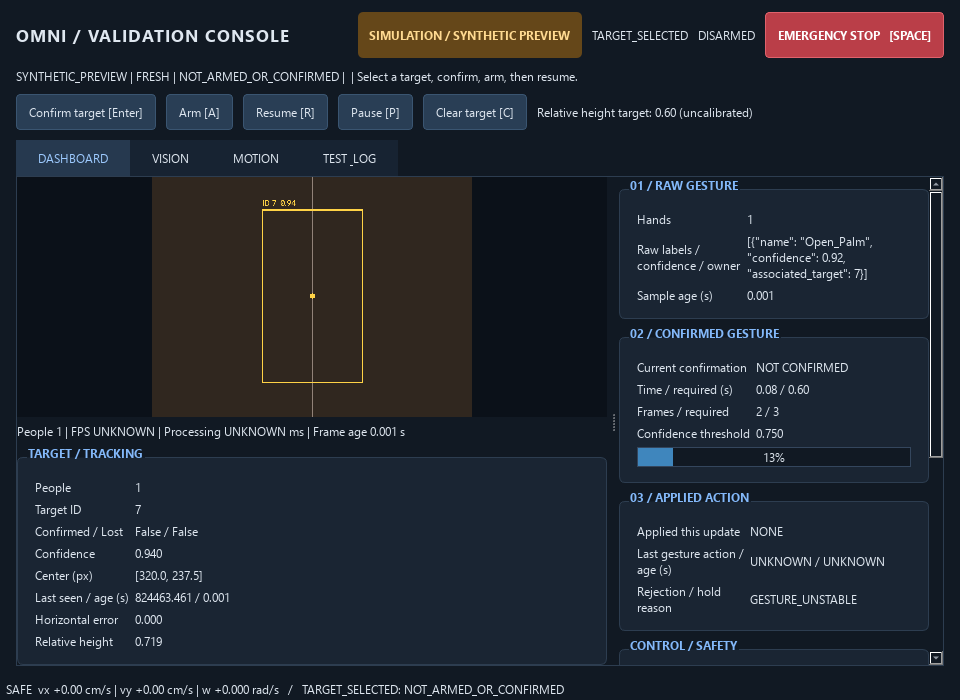 OMNI / VALIDATION CONSOLE
SIMULATION / SYNTHETIC PREVIEW
TARGET_SELECTED
DISARMED
EMERGENCY STOP [SPACE]
SYNTHETIC_PREVIEW | FRESH | NOT_ARMED_OR_CONFIRMED | | Select a target, confirm, arm, then resume.
Confirm target [Enter]
Arm [A]
Resume [R]
Pause [P]
Clear target [C]
Relative height target: 0.60 (uncalibrated)
DASHBOARD
VISION
MOTION
TEST_LOG
ID 7 0.94
People 1 | FPS UNKNOWN | Processing UNKNOWN ms | Frame age 0.001 s
TARGET / TRACKING
People 1
Target ID 7
Confirmed / Lost False / False
Confidence 0.940
Center (px) [320.0, 237.5]
Last seen / age (s) 824463.461 / 0.001
Horizontal error 0.000
Relative height 0.719
01 / RAW GESTURE
Hands 1
Raw labels /
confidence / owner
[{"name": "Open_Palm",
"confidence": 0.92,
"associated_target": 7}]
Sample age (s) 0.001
02 / CONFIRMED GESTURE
Current confirmation NOT CONFIRMED
Time / required (s) 0.08 / 0.60
Frames / required 2 / 3
Confidence threshold 0.750
13%
03 / APPLIED ACTION
Applied this update NONE
Last gesture action /
age (s)
UNKNOWN / UNKNOWN
Rejection / hold
reason
GESTURE_UNSTABLE
CONTROL / SAFETY
SAFE vx +0.00 cm/s | vy +0.00 cm/s | w +0.000 rad/s / TARGET_SELECTED: NOT_ARMED_OR_CONFIRMED